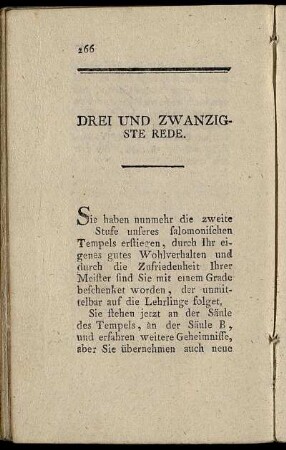 266
DREI UND ZWANZIG-
STE REDE.
Sie haben nunmehr die zweite
Stufe unſeres ſalomoniſchen
Tempels erſtiegen, durch Ihr ei-
genes gutes Wohlverhalten und
durch die Zufriedenheit Ihrer
Meiſter ſind Sie mit einem Grade
beſchenket worden, der unmit-
telbar auf die Lehrlinge folget,
Sie ſtehen jetzt an der Säule
des Tempels, an der Säule B,
und erfahren weitere Geheimniſſe,
aber Sie übernehmen auch neue